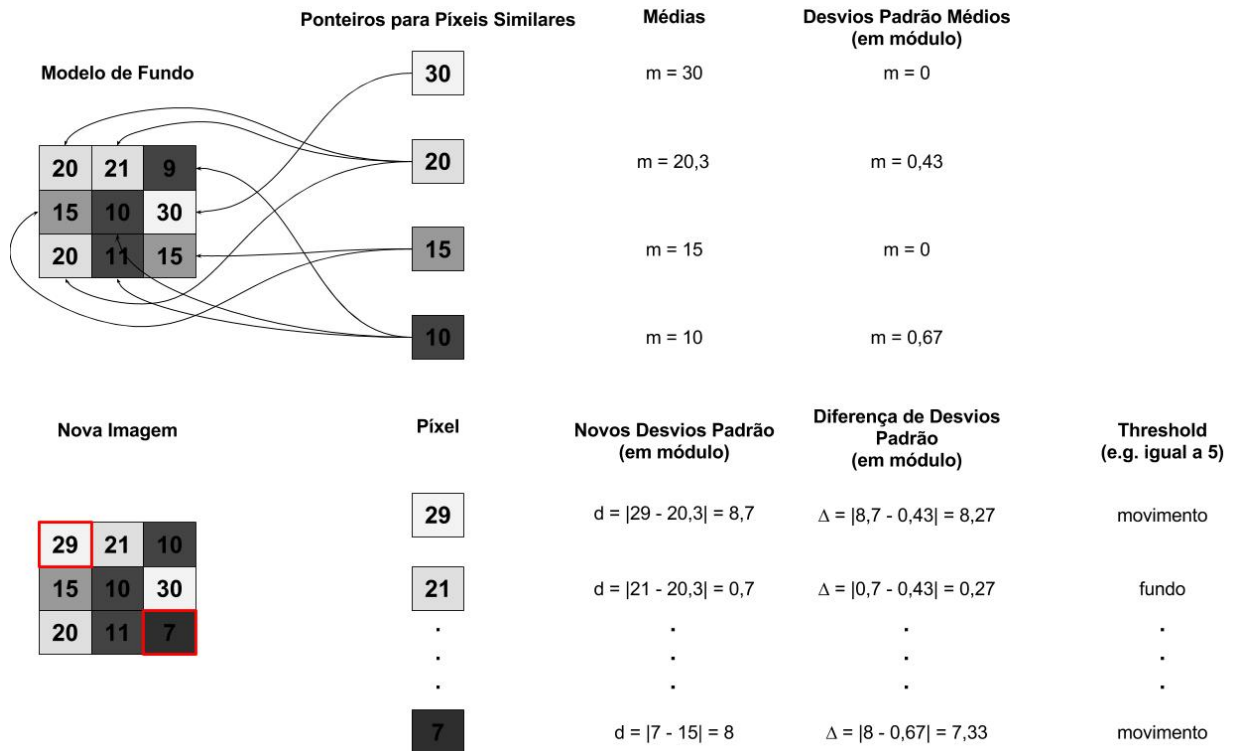 Ponteiros para Píxeis Similares
Médias
Desvios Padrão Médios
(em módulo)
Modelo de Fundo
30
m = 30
m = 0
20 21 9
20
m = 20,3
m = 0,43
15 10 30
20 11 15
15
m = 15
m = 0
10
m = 10
m = 0,67
Nova Imagem
Píxel
Novos Desvios Padrão
(em módulo)
Diferença de Desvios
Padrão
(em módulo)
Threshold
(e.g. igual a 5)
29 21 10
15 10 30
20 11 7
29
d = |29 - 20,3| = 8,7
Δ = |8,7 - 0,43| = 8,27
movimento
21
d = |21 - 20,3| = 0,7
Δ = |0,7 - 0,43| = 0,27
fundo
. . . .
. . . .
. . . .
7
d = |7 - 15| = 8
Δ = |8 - 0,67| = 7,33
movimento